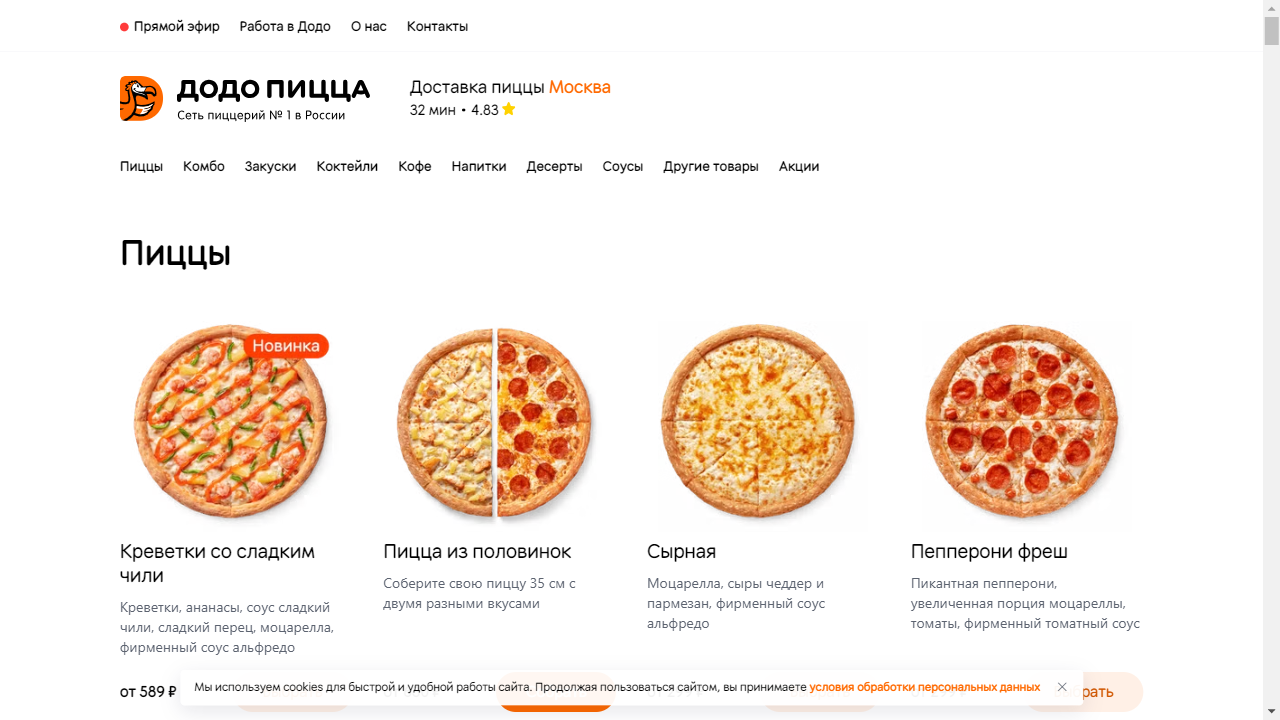 Прямой эфир Работа в Додо О нас Контакты
ДОДО ПИЦЦА
Сеть пиццерий № 1 в России
Доставка пиццы Москва
32 мин • 4.83
Пиццы Комбо Закуски Коктейли Кофе Напитки Десерты Соусы Другие товары Акции
Пиццы
Новинка
Креветки со сладким
чили
Креветки, ананасы, соус сладкий
чили, сладкий перец, моцарелла,
фирменный соус альфредо
от 589 ₽
Пицца из половинок
Соберите свою пиццу 35 см с
двумя разными вкусами
Сырная
Моцарелла, сыры чеддер и
пармезан, фирменный соус
альфредо
Пепперони фреш
Пикантная пепперони,
увеличенная порция моцареллы,
томаты, фирменный томатный соус
Мы используем cookies для быстрой и удобной работы сайта. Продолжая пользоваться сайтом, вы принимаете условия обработки персональных данных